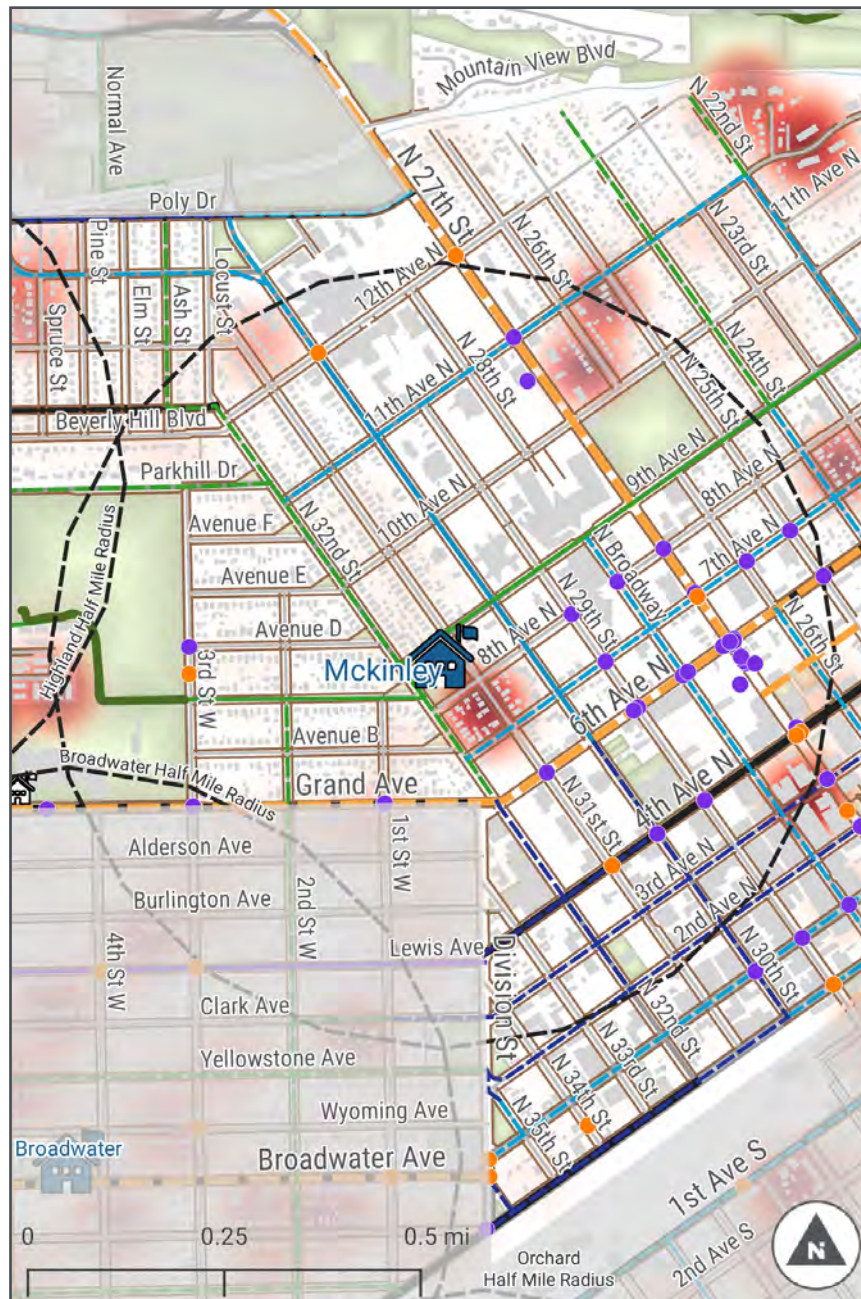 Mountain View Blvd
Normal Ave
N 22nd St
N 27th St
11th Ave N
Poly Dr
N 26th St
N 23rd St
Pine St
Locust St
12th Ave N
Elm St
Ash St
Spruce St
N 24th St
N 28th St
11th Ave N
N 25th St
Beverly Hill Blvd
Parkhill Dr
9th Ave N
8th Ave N
Avenue F
10th Ave N
N 32nd St
N Broadway
7th Ave N
Avenue E
Highland Half Mile Radius
N 29th St
Avenue D
8th Ave N
N 26th St
Mckinley
3rd St W
6th Ave N
Avenue B
Broadwater Half Mile Radius
Grand Ave
N 31st St
4th Ave N
Alderson Ave
1st St W
3rd Ave N
Burlington Ave
2nd St W
2nd Ave N
Lewis Ave
Division St
4th St W
N 30th St
Clark Ave
N 32nd St
Yellowstone Ave
N 33rd St
N 34th St
Wyoming Ave
N 35th St
Broadwater
Broadwater Ave
1st Ave S
0 0.25 0.5 mi
2nd Ave S
N
Orchard
Half Mile Radius